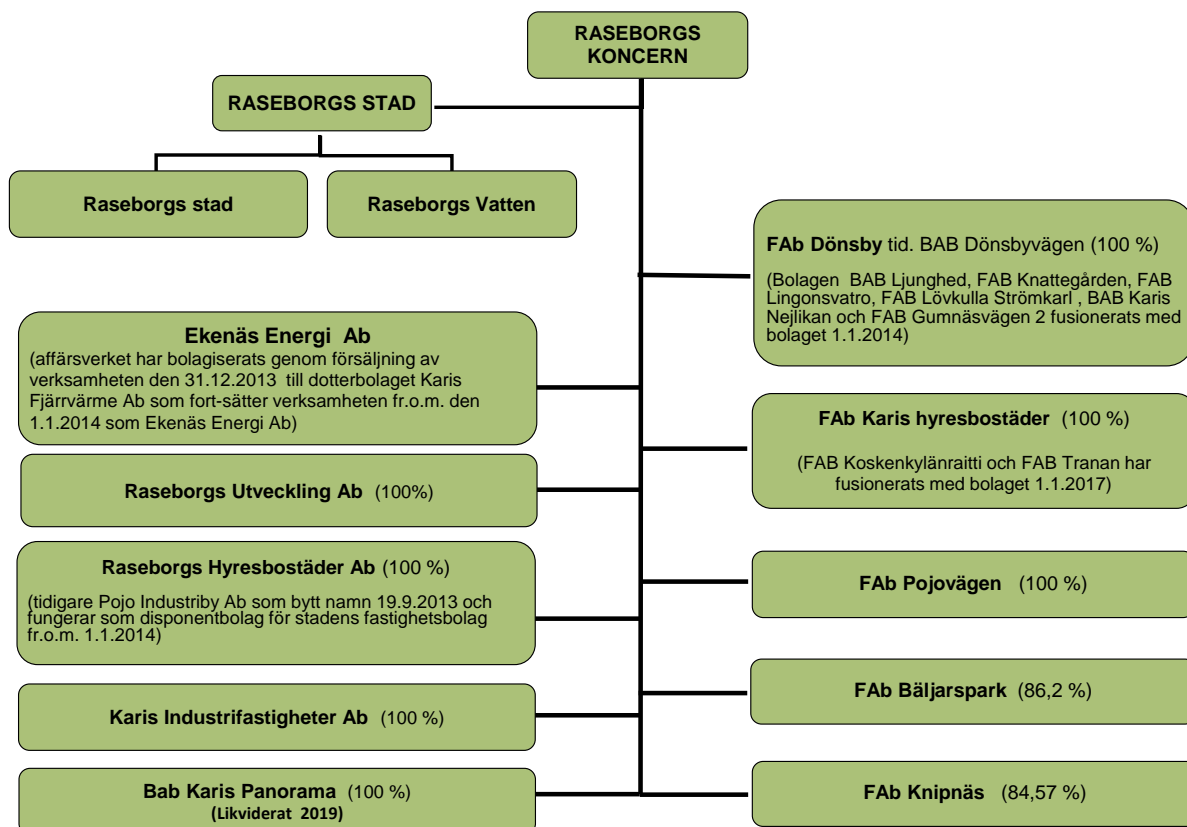 RASEBORGS
KONCERN
RASEBORGS STAD
Raseborgs stad
Raseborgs Vatten
FAb Dönsby tid. BAB Dönsbyvägen (100 %)
(Bolagen BAB Ljunghed, FAB Knattegården, FAB
Lingonsvatro, FAB Lövkulla Strömkarl , BAB Karis
Nejlikan och FAB Gumnäsvägen 2 fusionerats med
bolaget 1.1.2014)
Ekenäs Energi Ab
(affärsverket har bolagiserats genom försäljning av
verksamheten den 31.12.2013 till dotterbolaget Karis
Fjärrvärme Ab som fort-sätter verksamheten fr.o.m. den
1.1.2014 som Ekenäs Energi Ab)
FAb Karis hyresbostäder (100 %)
(FAB Koskenkylänraitti och FAB Tranan har
fusionerats med bolaget 1.1.2017)
Raseborgs Utveckling Ab (100%)
Raseborgs Hyresbostäder Ab (100 %)
(tidigare Pojo Industriby Ab som bytt namn 19.9.2013 och
fungerar som disponentbolag för stadens fastighetsbolag
fr.o.m. 1.1.2014)
FAb Pojovägen (100 %)
FAb Bäljarspark (86,2 %)
Karis Industrifastigheter Ab (100 %)
Bab Karis Panorama (100 %)
(Likviderat 2019)
FAb Knipnäs (84,57 %)